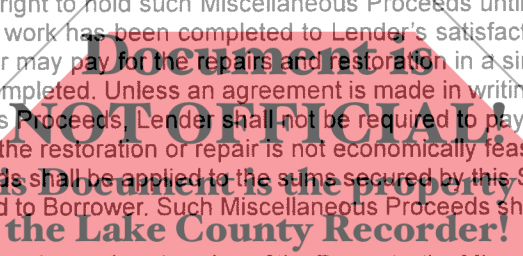 right to hold such Miscellaneous Proceeds until
work has been completed to Lender's satisfact
Document is
r may pay for the repairs and restoration in a si
mpleted. Unless an agreement is made in writin
NOT OFFICIAL!
s Proceeds, Lender shall not be required to pay
the restoration or repair is not economically feas
ds shall be applied to the sums secured by this S
is Document is the property
d to Borrower. Such Miscellaneous Proceeds sh
the Lake County Recorder!